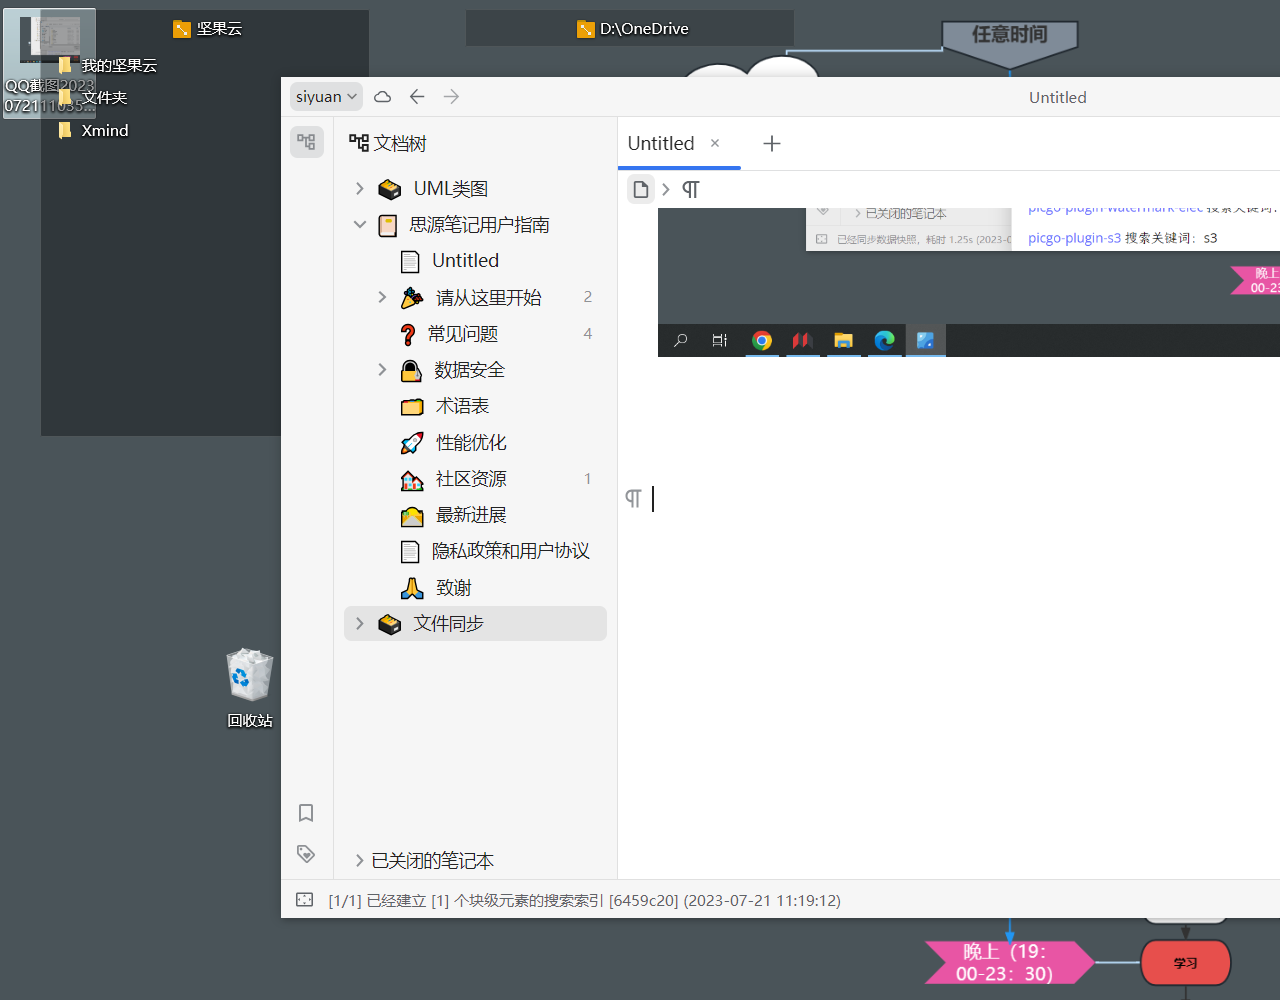 坚果云
D:\OneDrive
任意时间
我的坚果云
QQ截图2023
文件夹
Xmind
siyuan
Untitled
文档树
Untitled
UML类图
思源笔记用户指南
Untitled
请从这里开始 2
常见问题 4
数据安全
术语表
性能优化
社区资源 1
最新进展
隐私政策和用户协议
致谢
文件同步
已关闭的笔记本
picgo-plugin-watermark-elec 搜索关键词:
已关闭的笔记本
picgo-plugin-s3 搜索关键词：s3
已经同步数据快照，耗时 1.25s (2023-0
晚上
00-23
回收站
[1/1] 已经建立 [1] 个块级元素的搜索索引 [6459c20] (2023-07-21 11:19:12)
晚上（19：
00-23：30)
学习